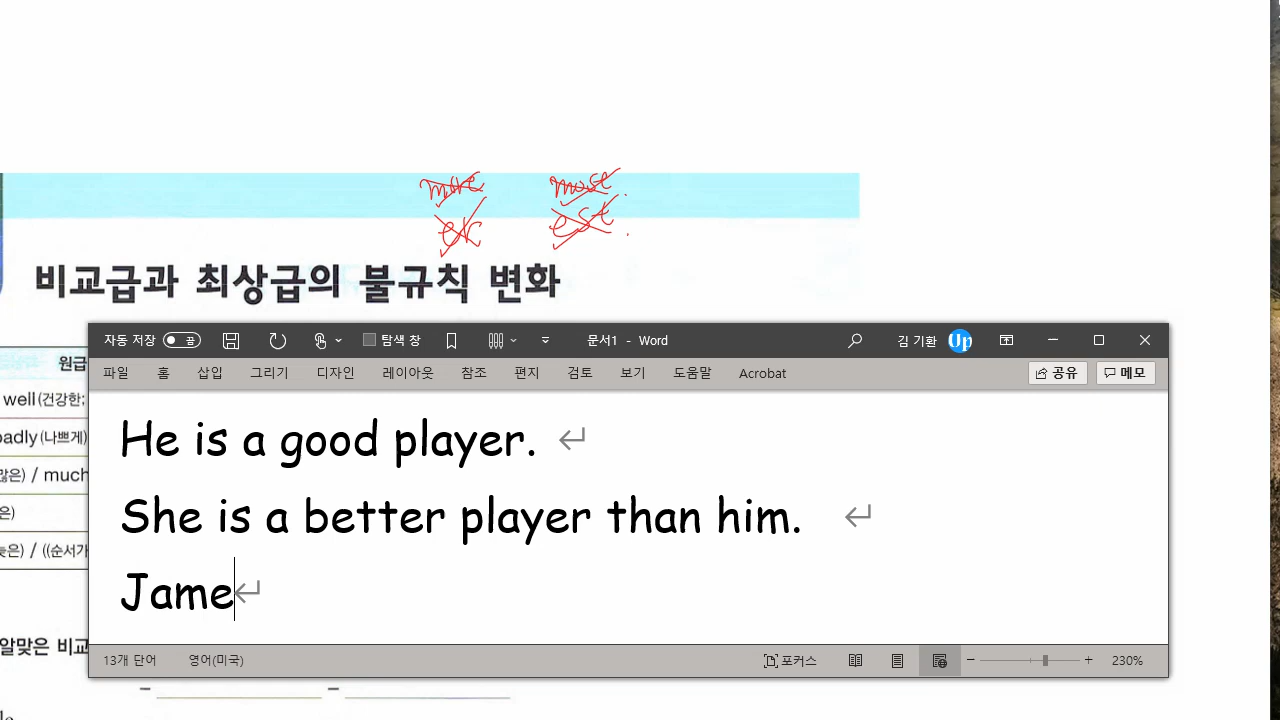 more most.
er est.
비교급과 최상급의 불규칙 변화
자동 저장 끔 탐색 창 문서1 - Word 김 기환 Up
원급
파일 홈 삽입 그리기 디자인 레이아웃 참조 편지 검토 보기 도움말 Acrobat 공유 메모
well(건강한;
He is a good player.
badly(나쁘게)
많은) / much
She is a better player than him.
은)
늦은) / ((순서가
Jame
알맞은 비교
13개 단어 영어(미국) 포커스 230%